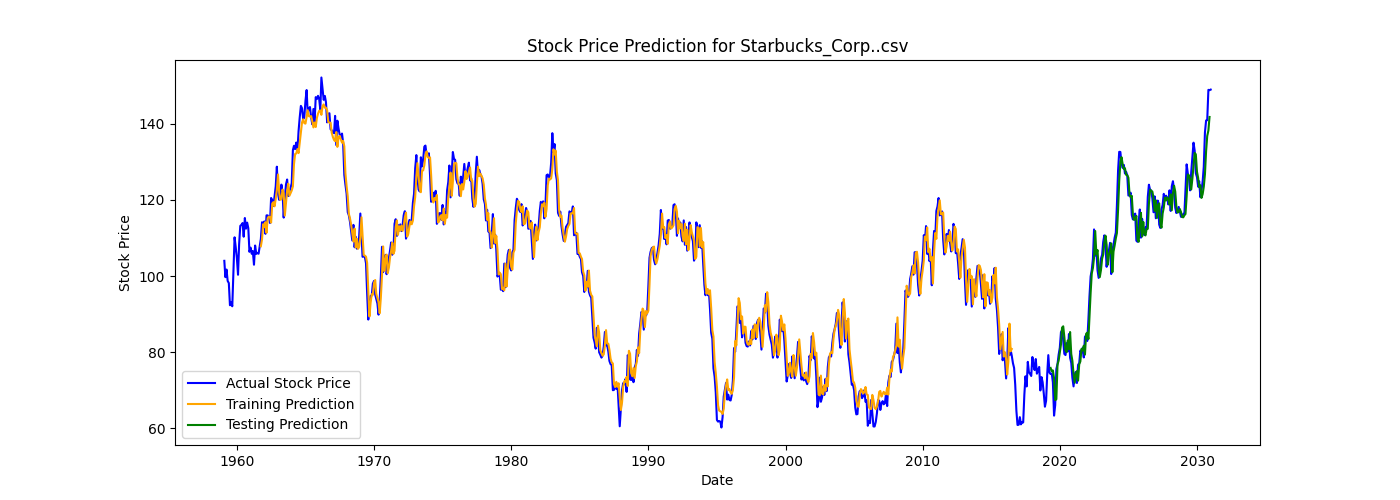 Stock Price Prediction for Starbucks_Corp..csv
Stock Price
140
120
100
80
60
Actual Stock Price
Training Prediction
Testing Prediction
1960 1970 1980 1990 2000 2010 2020 2030
Date